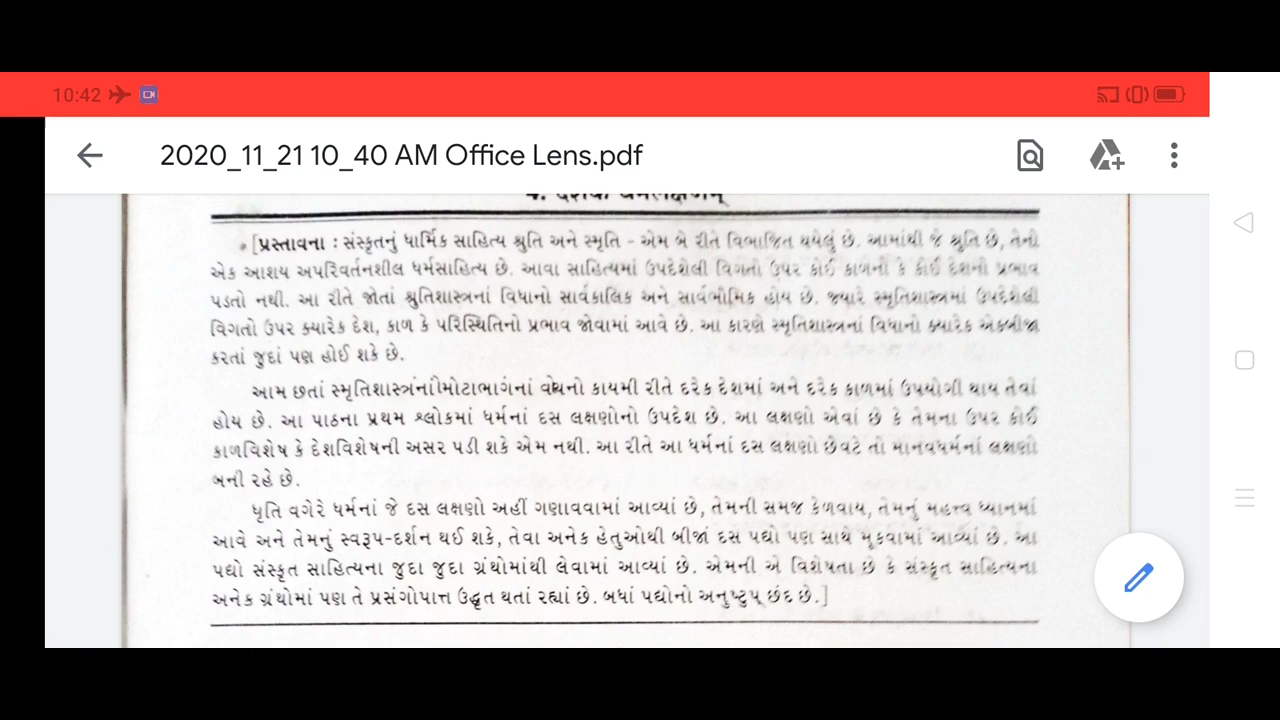 10:42
2020_11_21 10_40 AM Office Lens.pdf
[પ્રસ્તાવના : સંસ્કૃતનું ધાર્મિક સાહિત્ય શ્રુતિ અને સ્મૃતિ - એમ બે રીતે વિભાજિત થયેલું છે. આમાંથી જે શ્રુતિ છે, તેનો
એક આશય અપરિવર્તનશીલ ધર્મસાહિત્ય છે. આવા સાહિત્યમાં ઉપદેશેલી વિગતો ઉપર કોઈ કાળનો કે કોઈ દેશનો પ્રભાવ
પડતો નથી. આ રીતે જોતાં શ્રુતિશાસ્ત્રનાં વિધાનો સાર્વકાલિક અને સાર્વભૌમિક હોય છે. જ્યારે સ્મૃતિશાસ્ત્રમાં ઉપદેશેલી
વિગતો ઉપર ક્યારેક દેશ, કાળ કે પરિસ્થિતિનો પ્રભાવ જોવામાં આવે છે. આ કારણે સ્મૃતિશાસ્ત્રનાં વિધાનો ક્યારેક એકબીજા
કરતાં જુદાં પણ હોઈ શકે છે.
આમ છતાં મોટાભાગનાં કાયમી રીતે દરેક દેશમાં અને દરેક કાળમાં ઉપયોગી થાય તેવાં
હોય છે. આ પાઠના પ્રથમ શ્લોકમાં ધર્મનાં દસ લક્ષણોનો ઉપદેશ છે. આ લક્ષણો એવાં છે કે તેમના ઉપર કોઈ
કાળવિશેષ કે દેશવિશેષની અસર પડી શકે એમ નથી. આ રીતે આ ધર્મનાં દસ લક્ષણો છેવટે તો માનવધર્મનાં લક્ષણો
બની રહે છે.
ધૃતિ વગેરે ધર્મનાં જે દસ લક્ષણો અહીં ગણાવવામાં આવ્યાં છે, તેમની સમજ કેળવાય, તેમનું મહત્ત્વ ધ્યાનમાં
આવે અને તેમનું સ્વરૂપ-દર્શન થઈ શકે, તેવા અનેક હેતુઓથી બીજાં દસ પદ્યો પણ સાથે મૂકવામાં આવ્યાં છે. આ
પદ્યો સંસ્કૃત સાહિત્યના જુદા જુદા ગ્રંથોમાંથી લેવામાં આવ્યાં છે. એમની એ વિશેષતા છે કે સંસ્કૃત સાહિત્યના
અનેક ગ્રંથોમાં પણ તે પ્રસંગોપાત્ત ઉદ્ધૃત થતાં રહ્યાં છે. બધાં પદ્યોનો અનુષ્ટુપ્ છંદ છે.]